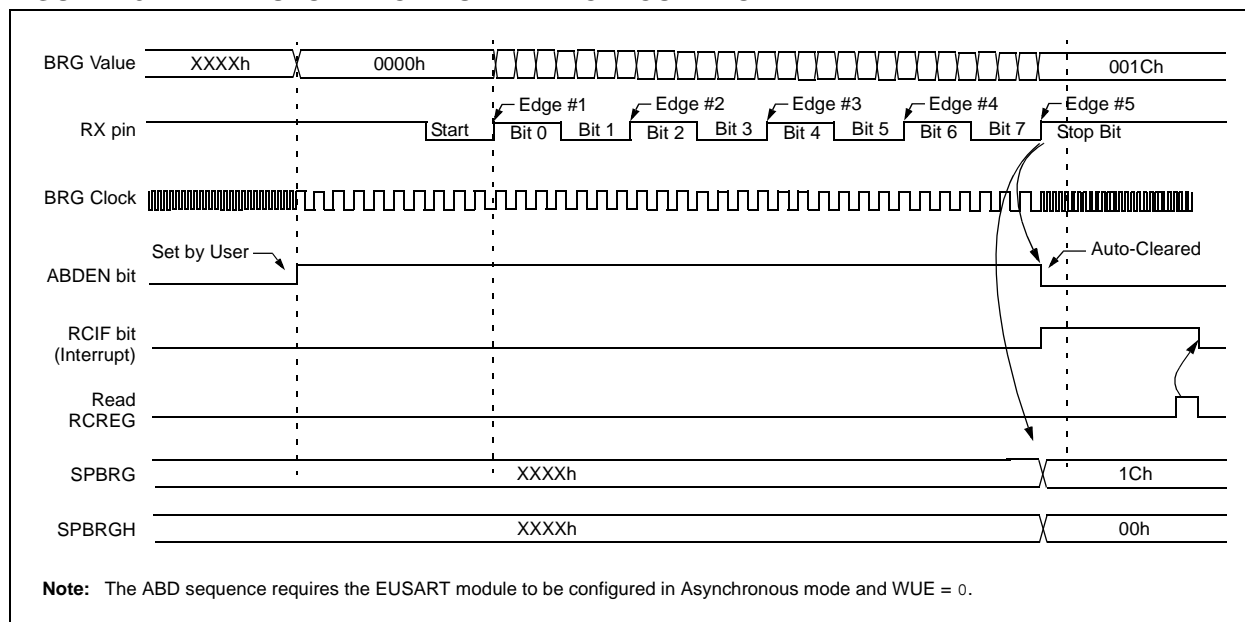 BRG Value XXXXh 0000h 001Ch
Edge #1 Edge #2 Edge #3 Edge #4 Edge #5
RX pin Start Bit 0 Bit 1 Bit 2 Bit 3 Bit 4 Bit 5 Bit 6 Bit 7 Stop Bit
BRG Clock
Set by User Auto-Cleared
ABDEN bit
RCIF bit
(Interrupt)
Read
RCREG
SPBRG XXXXh 1Ch
SPBRGH XXXXh 00h
Note: The ABD sequence requires the EUSART module to be configured in Asynchronous mode and WUE = 0.